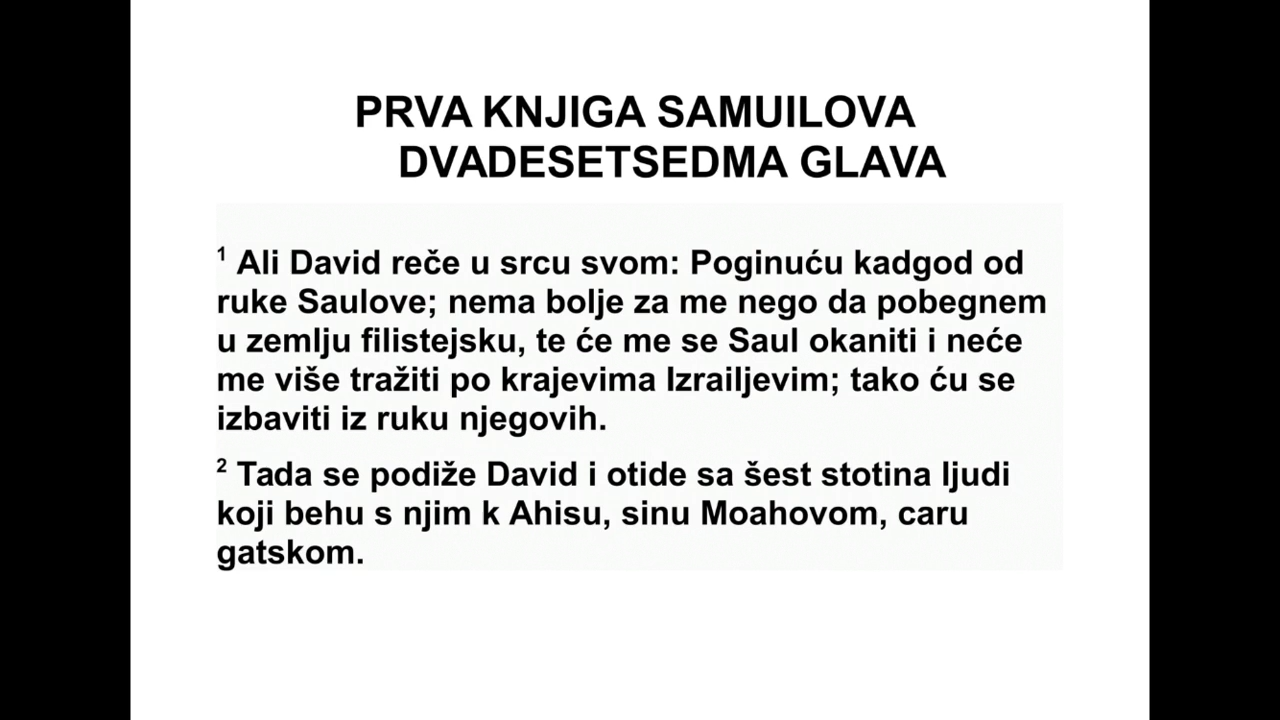 PRVA KNJIGA SAMUILOVA
DVADESETSEDMA GLAVA
1 Ali David reče u srcu svom: Poginuću kadgod od
ruke Saulove; nema bolje za me nego da pobegnem
u zemlju filistejsku, te će me se Saul okaniti i neće
me više tražiti po krajevima Izrailjevim; tako ću se
izbaviti iz ruku njegovih.
2 Tada se podiže David i otide sa šest stotina ljudi
koji behu s njim k Ahisu, sinu Moahovom, caru
gatskom.